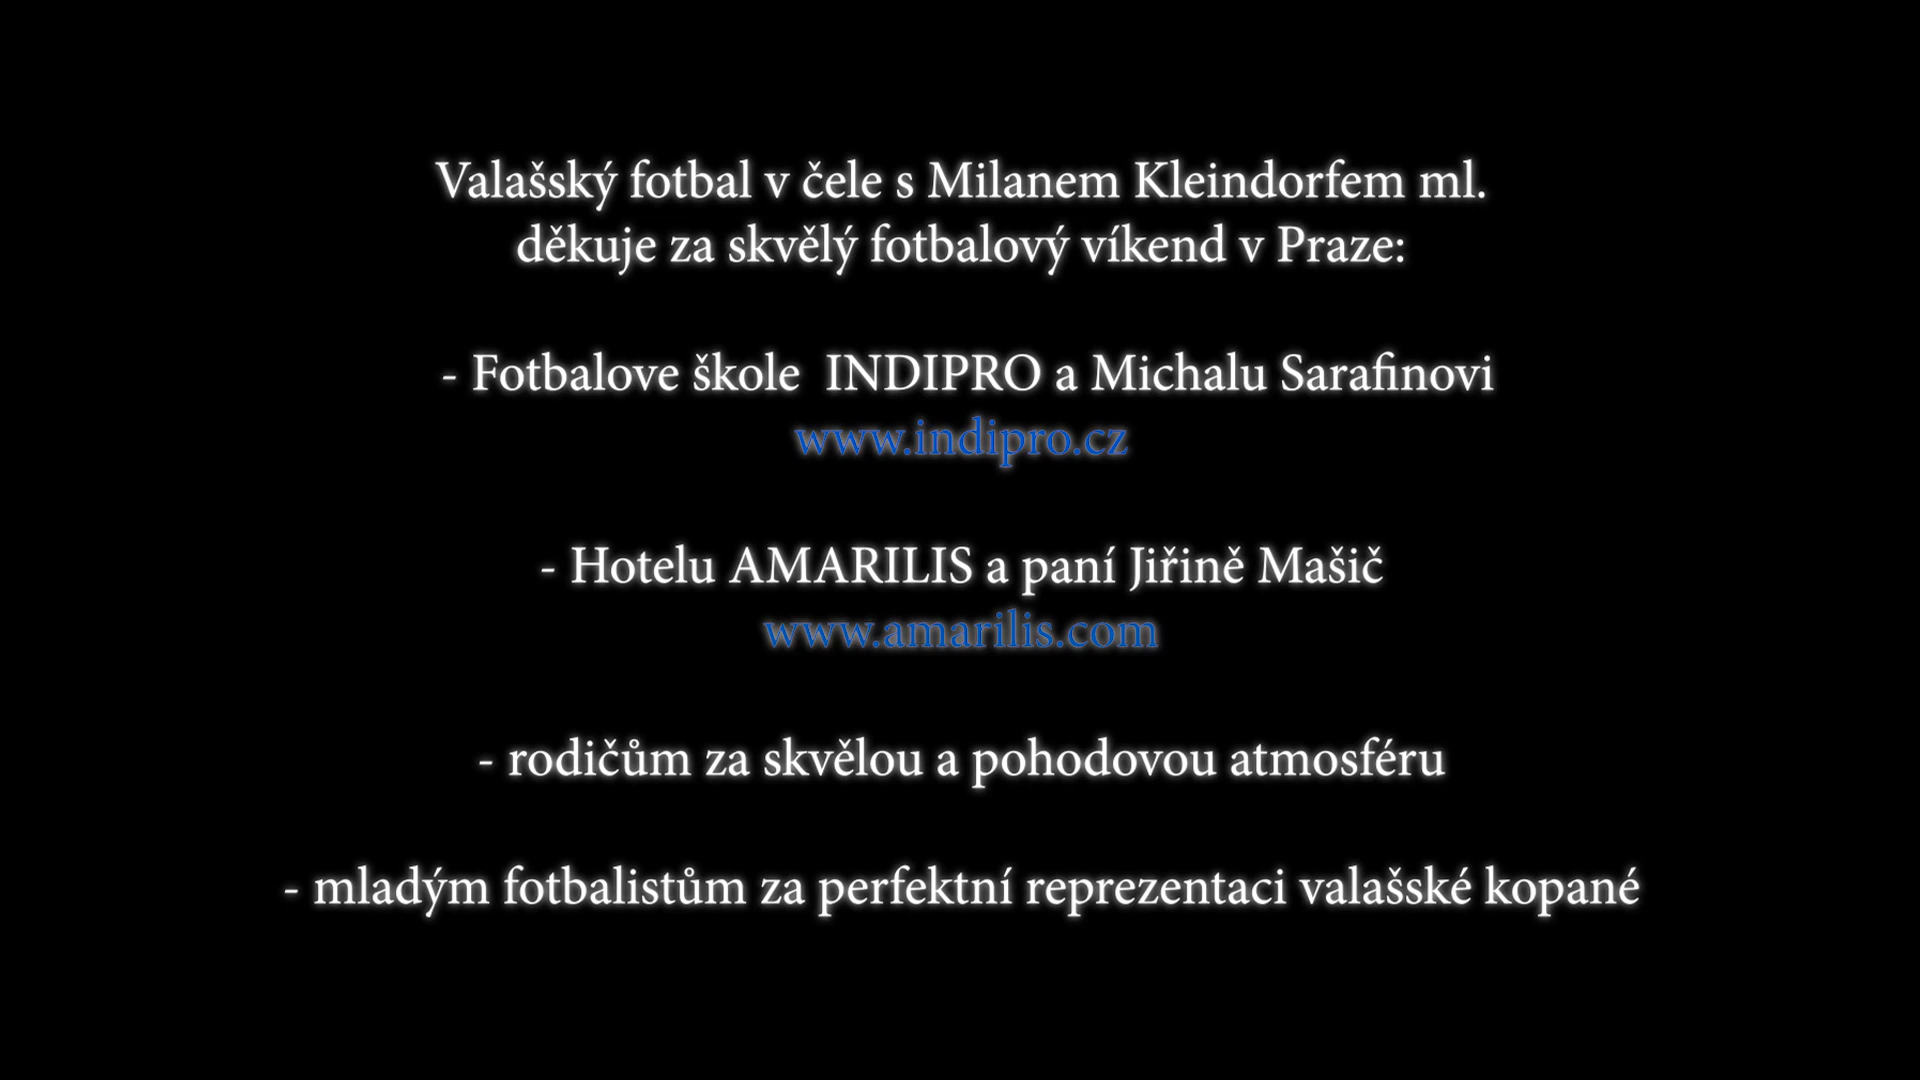 Valašský fotbal v čele s Milanem Kleindorfem ml.
děkuje za skvělý fotbalový víkend v Praze:
- Fotbalove škole  INDIPRO a Michalu Sarafinovi
www.indipro.cz
- Hotelu AMARILIS a paní Jiřině Mašič
www.amarilis.com
- rodičům za skvělou a pohodovou atmosféru
- mladým fotbalistům za perfektní reprezentaci valašské kopané